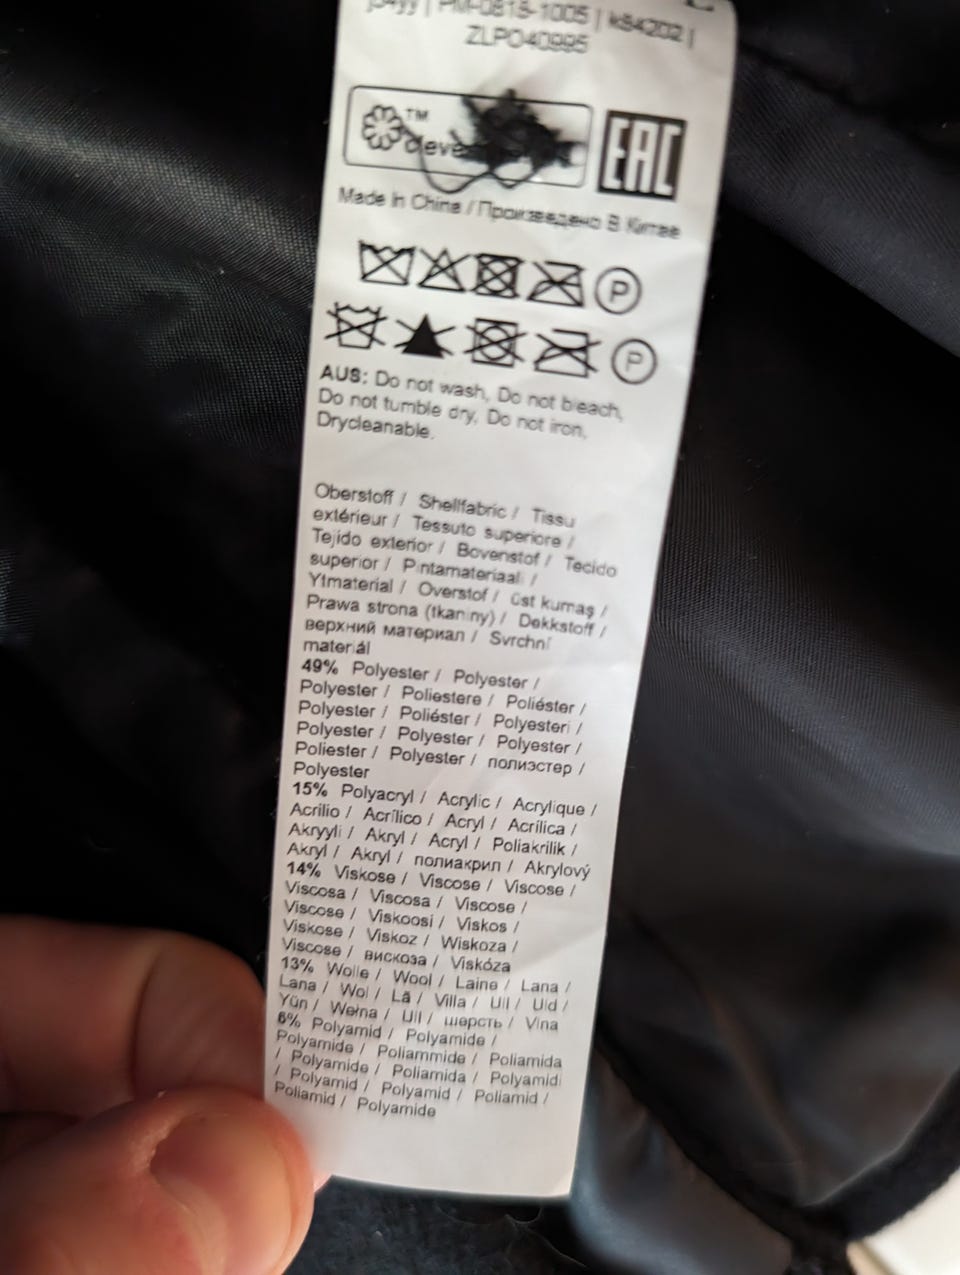 ZLPO40995
TM
cleve
EAC
Made in China / Произведено В Китае
P
P
AUS: Do not wash, Do not bleach,
Do not tumble dry, Do not iron,
Drycleanable.
Oberstoff / Shellfabric / Tissu
extérieur / Tessuto superiore /
Tejido exterior / Bovenstof / Tecido
superior / Pintamateriaali /
Ytmaterial / Overstof / üst kumaş /
Prawa strona (tkaniny) / Dekkstoff /
верхний материал / Svrchní
materiál
49% Polyester / Polyester /
Polyester / Poliestere / Poliéster /
Polyester / Poliéster / Polyesteri /
Polyester / Polyester / Polyester /
Poliester / Polyester / полиэстер /
Polyester
15% Polyacryl / Acrylic / Acrylique /
Acrilio / Acrílico / Acryl / Acrílica /
Akryyli / Akryl / Acryl / Poliakrilik /
Akryl / Akryl / полиакрил / Akrylový
14% Viskose / Viscose / Viscose /
Viscosa / Viscosa / Viscose /
Viscose / Viskoosi / Viskos /
Viskose / Viskoz / Wiskoza /
Viscose / вискоза / Viskóza
13% Wolle / Wool / Laine / Lana /
Lana / Wol / Lã / Villa / Ull / Uld /
Yün / Wełna / Ull / шерсть / Vlna
6% Polyamid / Polyamide /
Polyamide / Poliammide / Poliamida
/ Polyamide / Poliamida / Polyamidi
/ Polyamid / Polyamid / Poliamid /
Poliamid / Polyamide